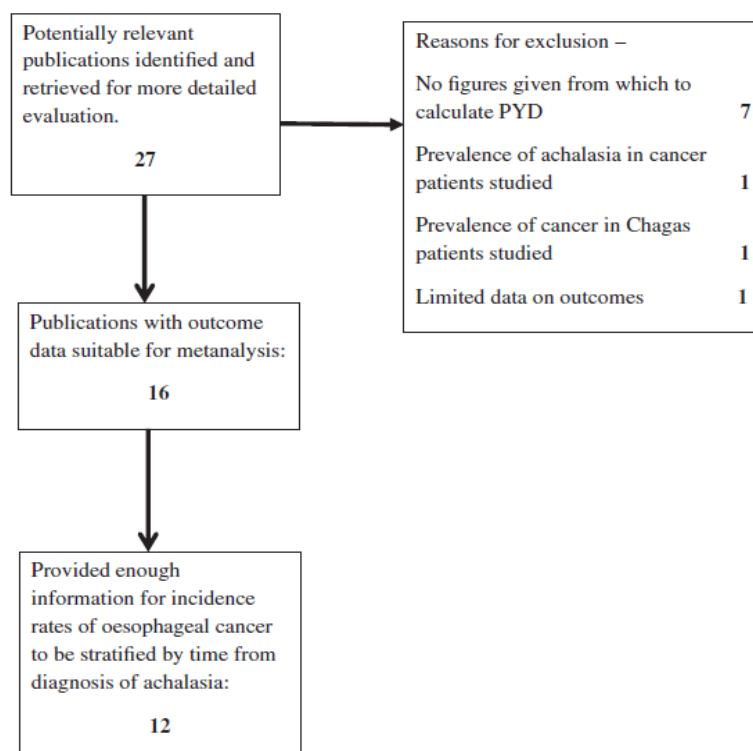 Potentially relevant
publications identified and
retrieved for more detailed
evaluation.
27
Reasons for exclusion –
No figures given from which to
calculate PYD 7
Prevalence of achalasia in cancer
patients studied 1
Prevalence of cancer in Chagas
patients studied 1
Limited data on outcomes 1
Publications with outcome
data suitable for metanalysis:
16
Provided enough
information for incidence
rates of oesophageal cancer
to be stratified by time from
diagnosis of achalasia:
12